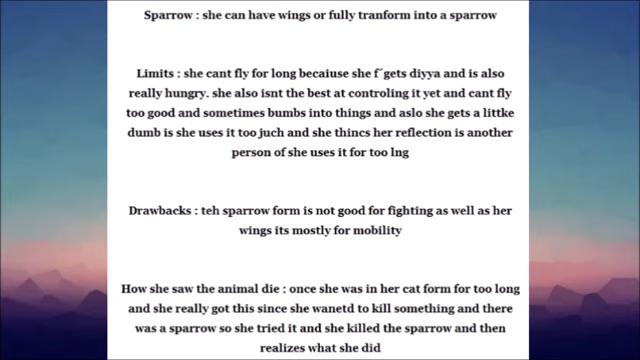 Sparrow : she can have wings or fully tranform into a sparrow
Limits : she cant fly for long becaiuse she f´gets diyya and is also
really hungry. she also isnt the best at controling it yet and cant fly
too good and sometimes bumbs into things and aslo she gets a littke
dumb is she uses it too juch and she thincs her reflection is another
person of she uses it for too lng
Drawbacks : teh sparrow form is not good for fighting as well as her
wings its mostly for mobility
How she saw the animal die : once she was in her cat form for too long
and she really got this since she wanetd to kill something and there
was a sparrow so she tried it and she killed the sparrow and then
realizes what she did